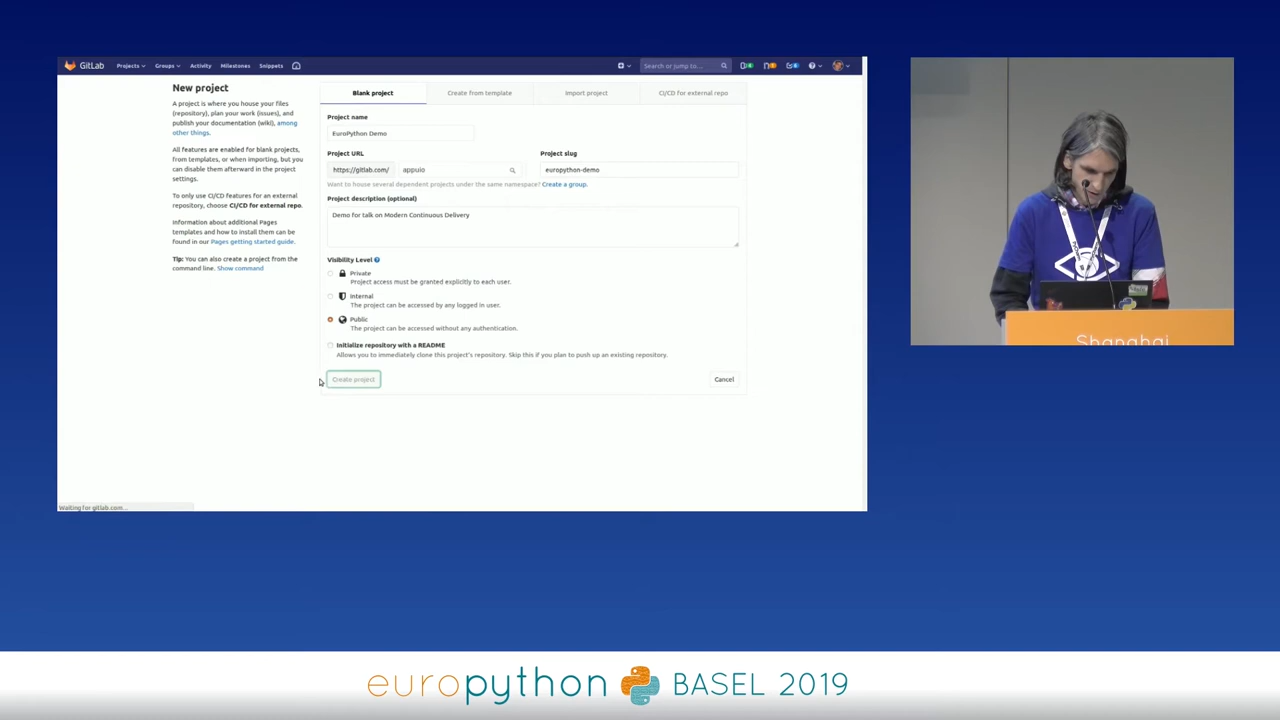 GitLab Projects Groups Activity Milestones Snippets Search or jump to...
New project
A project is where you house your files
(repository), plan your work (issues), and
publish your documentation (wiki), among
other things.
All features are enabled for blank projects,
from templates, or when importing, but you
can disable them afterward in the project
settings.
To only use CI/CD features for an external
repository, choose CI/CD for external repo.
Information about additional Pages
templates and how to install them can be
found in our Pages getting started guide.
Tip: You can also create a project from the
command line. Show command
Blank project Create from template Import project CI/CD for external repo
Project name
EuroPython Demo
Project URL Project slug
https://gitlab.com/ appuio europython-demo
Want to house several dependent projects under the same namespace? Create a group.
Project description (optional)
Demo for talk on Modern Continuous Delivery
Visibility Level
Private
Project access must be granted explicitly to each user.
Internal
The project can be accessed by any logged in user.
Public
The project can be accessed without any authentication.
Initialize repository with a README
Allows you to immediately clone this project's repository. Skip this if you plan to push up an existing repository.
Create project Cancel
Waiting for gitlab.com...
Shanghai
europython BASEL 2019